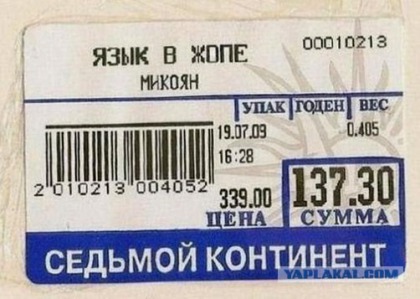 ЯЗЫК В ЖОПЕ 00010213
МИКОЯН
УПАК ГОДЕН ВЕС
19.07.09 0.405
16:28
2 010213 004052
339.00 137.30
ЦЕНА СУММА
СЕДЬМОЙ КОНТИНЕНТ
YAPLAKAL.COM